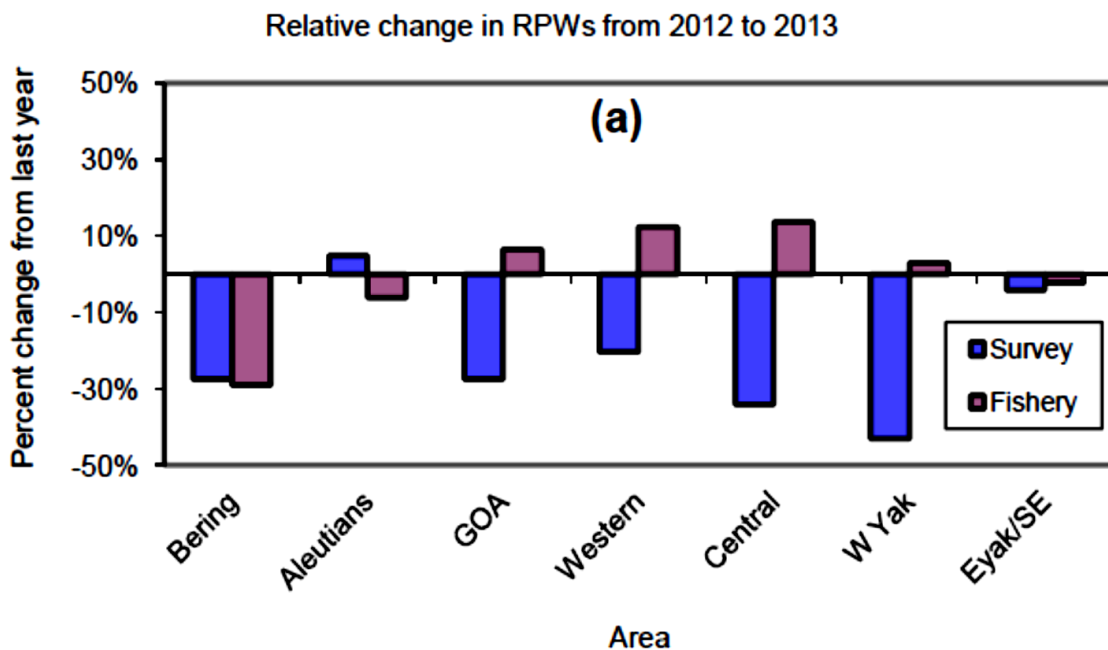 Relative change in RPWs from 2012 to 2013
(a)
Percent change from last year
50%
30%
10%
-10%
-30%
-50%
Survey
Fishery
Bering
Aleutians
GOA
Western
Central
W Yak
Eyak/SE
Area